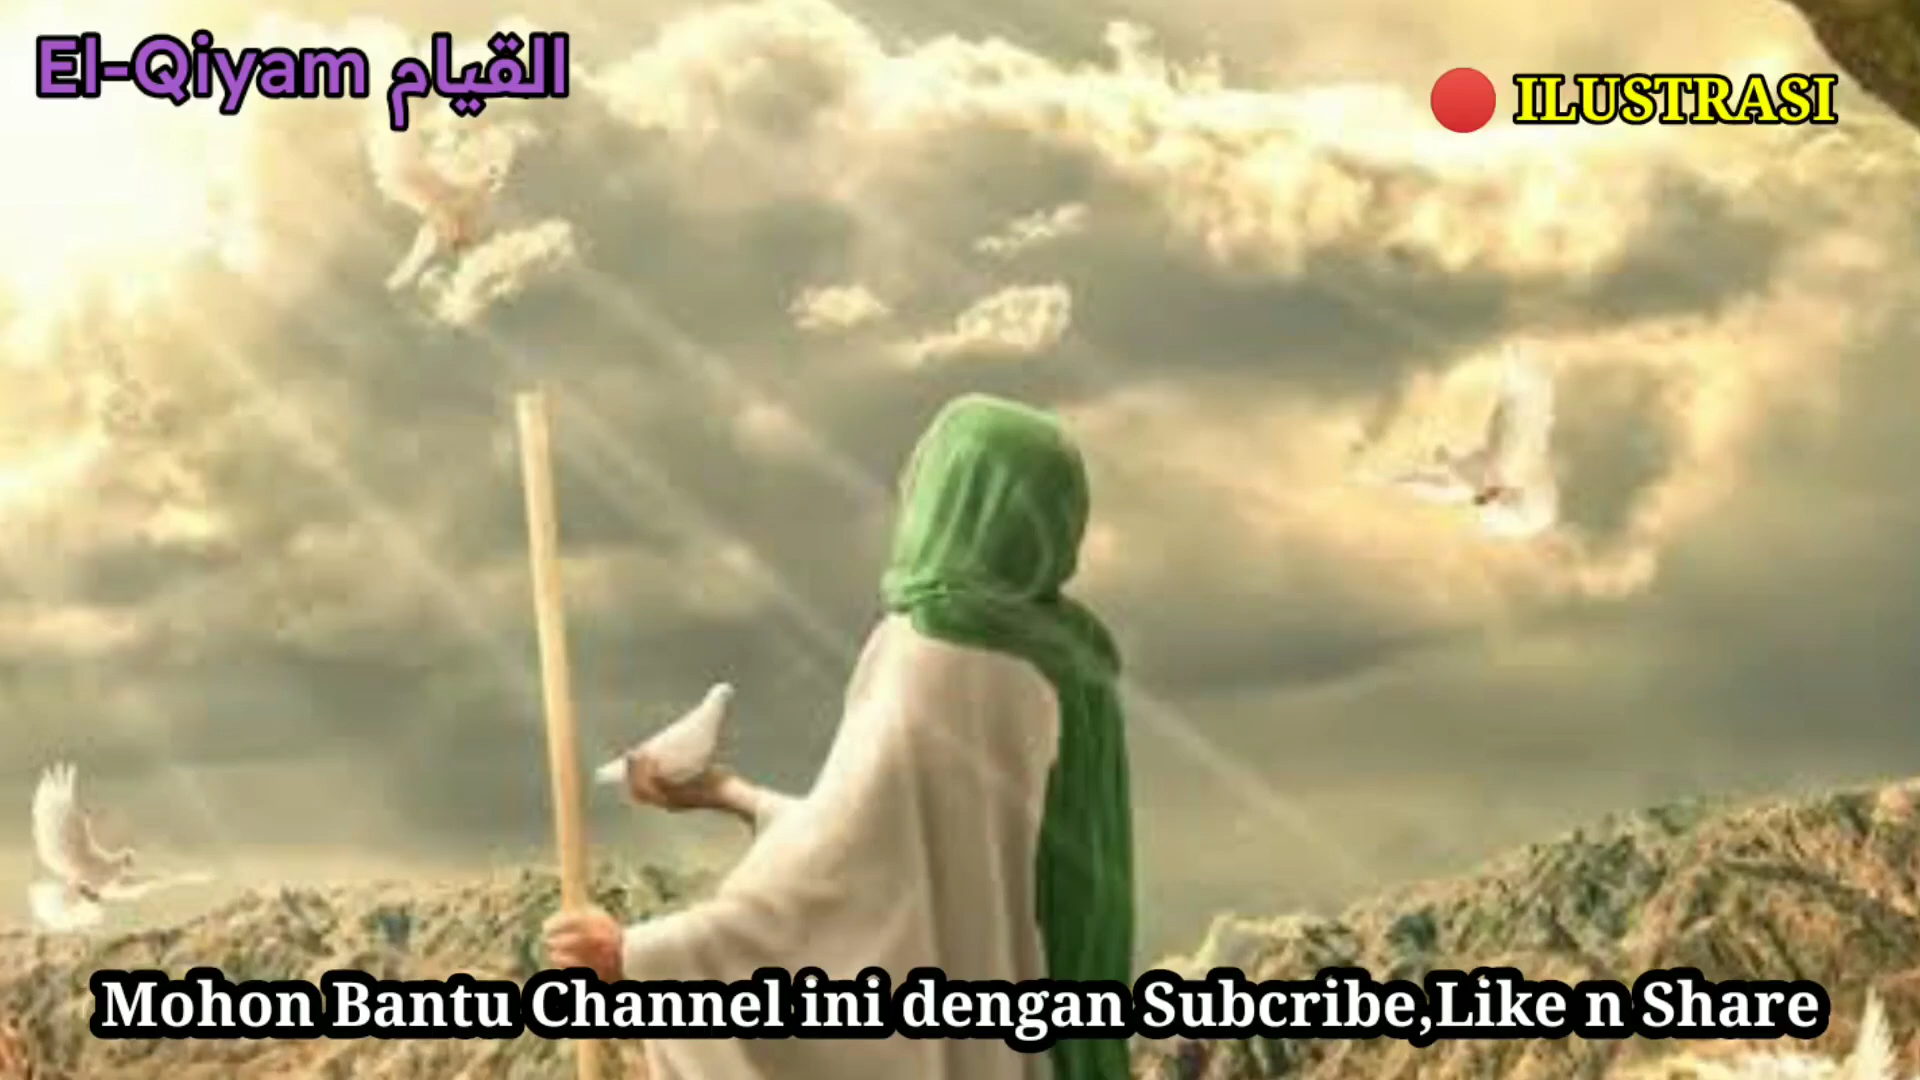 El-Qiyam القيام
ILUSTRASI
Mohon Bantu Channel ini dengan Subcribe,Like n Share